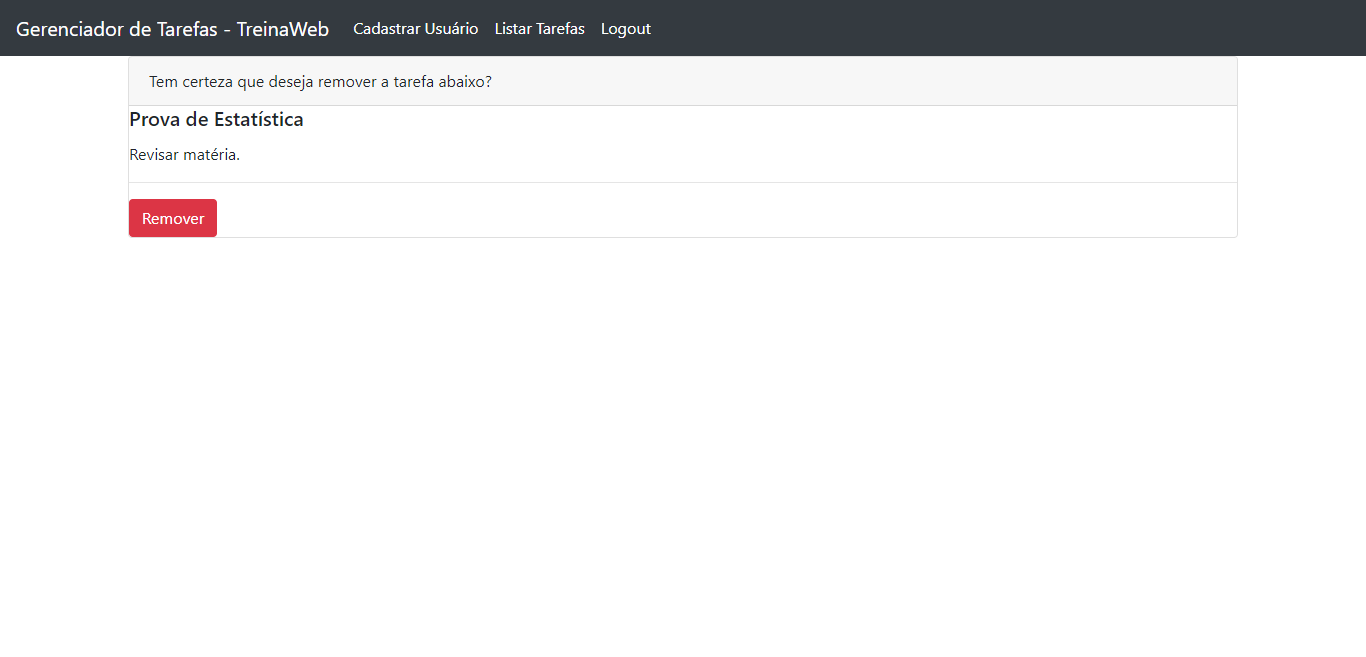 Gerenciador de Tarefas - TreinaWeb Cadastrar Usuário Listar Tarefas Logout
Tem certeza que deseja remover a tarefa abaixo?
Prova de Estatística
Revisar matéria.
Remover